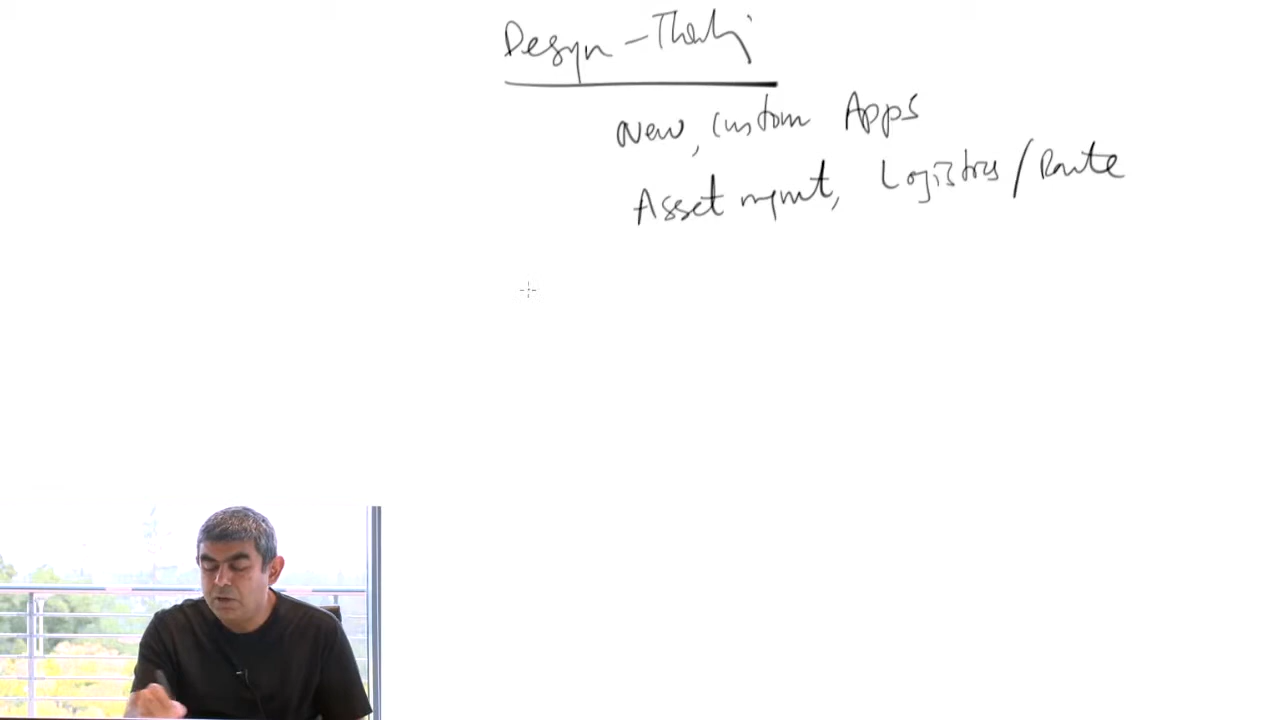 Design - Thinking
New, custom Apps
Asset mgmt, Logistics / Route